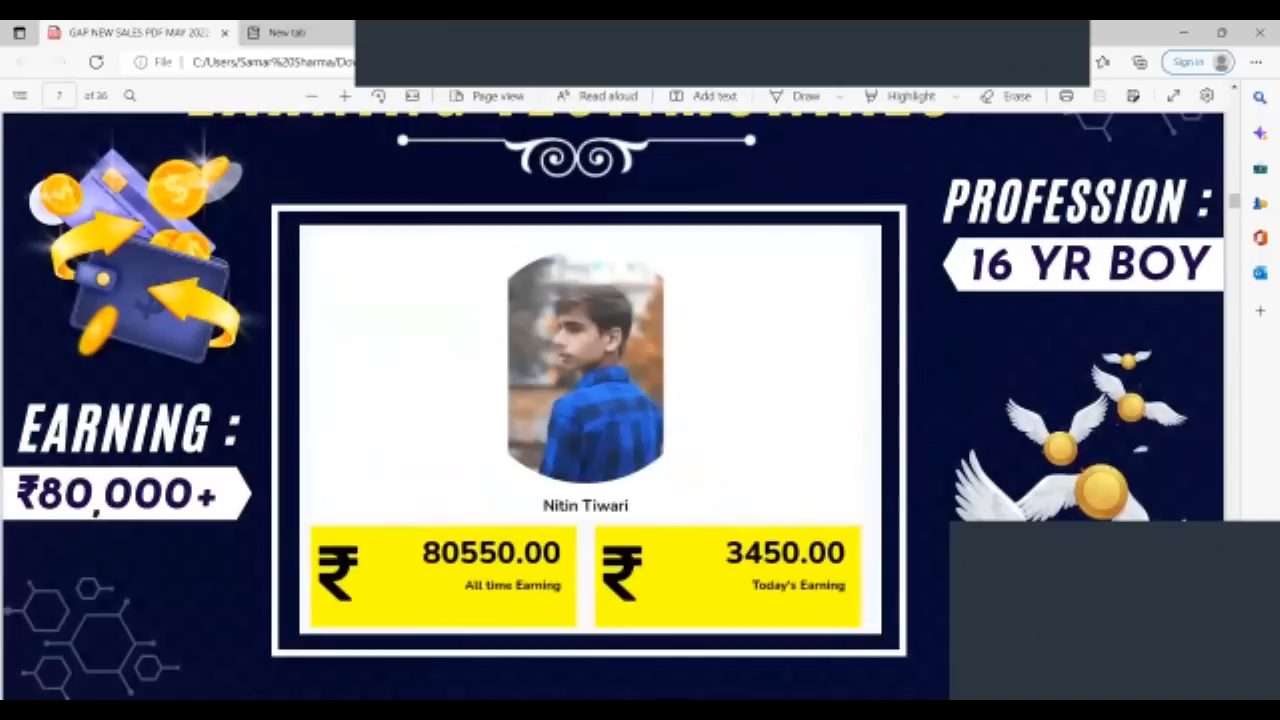 GAP NEW SALES PDF MAY 2022
New tab
File
C:/Users/Samar%20Sharma/Dow
Sign in
7 of 36
Page view
Read aloud
Add text
Draw
Highlight
Erase
PROFESSION :
16 YR BOY
EARNING :
₹80,000+
Nitin Tiwari
₹ 80550.00
All time Earning
₹ 3450.00
Today's Earning